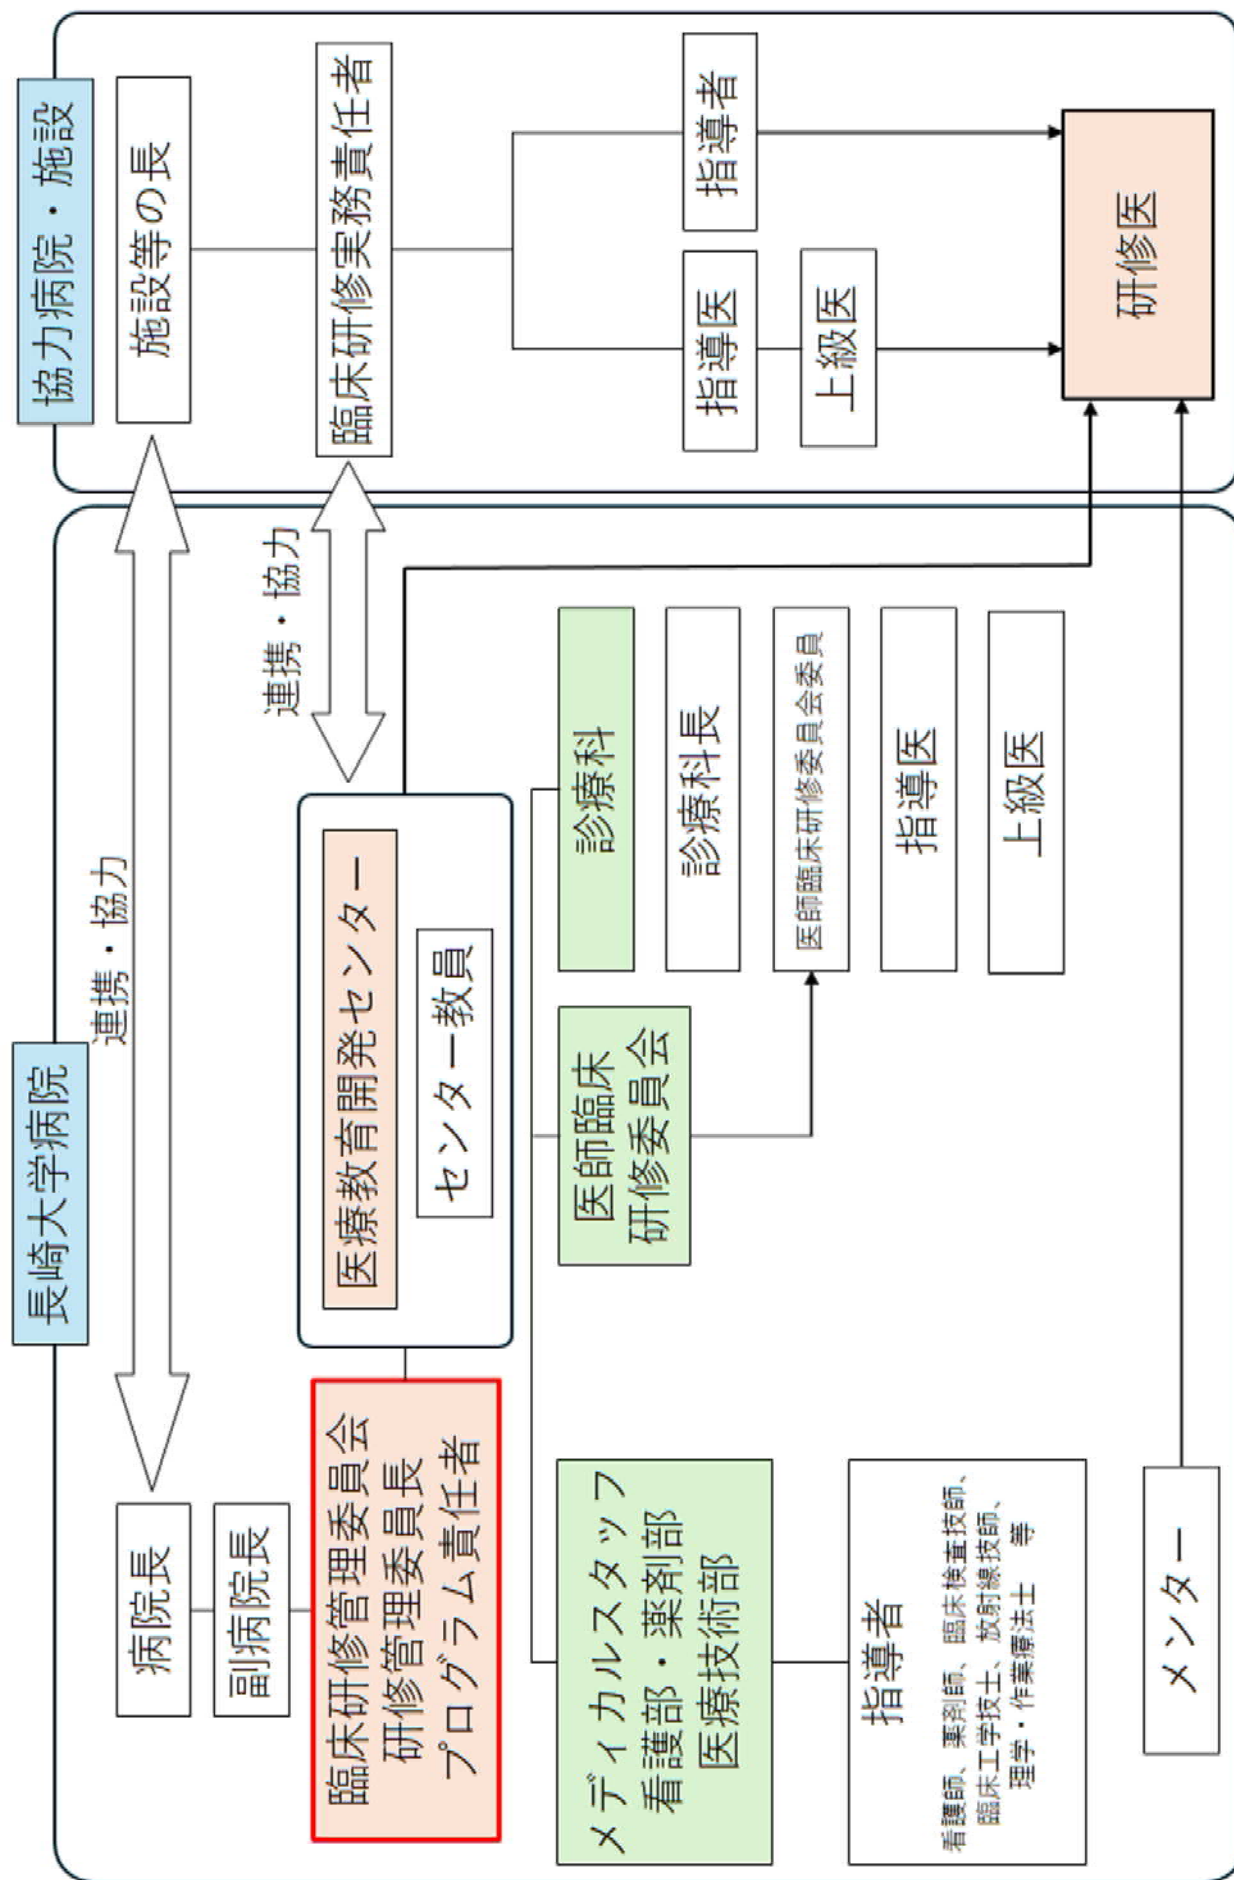 長崎大学病院
病院長
副病院長
連携・協力
臨床研修管理委員会
研修管理委員長
プログラム責任者
医療教育開発センター
センター教員
連携・協力
メディカルスタッフ
看護部・薬剤部
医療技術部
医師臨床
研修委員会
診療科
診療科長
医師臨床研修委員会委員
指導医
上級医
指導者
看護師、薬剤師、臨床検査技師、
臨床工学技士、放射線技師、
理学・作業療法士　等
メンター
協力病院・施設
施設等の長
臨床研修実務責任者
指導医
指導者
上級医
研修医